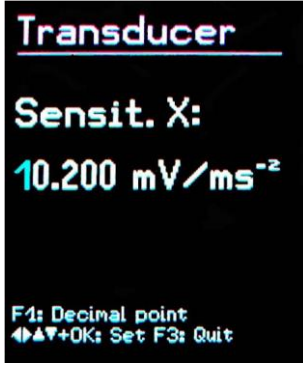 Transducer
Sensit. X:
10.200 mV/ms⁻²
F1: Decimal point
◀▶▲▼+OK: Set F3: Quit